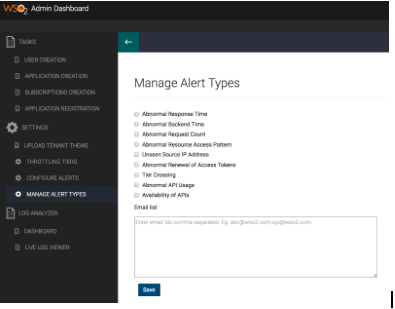 WSO2 Admin Dashboard
TASKS
USER CREATION
APPLICATION CREATION
SUBSCRIPTIONS CREATION
APPLICATION REGISTRATION
SETTINGS
UPLOAD TENANT THEME
THROTTLING TIERS
CONFIGURE ALERTS
MANAGE ALERT TYPES
LOG ANALYZER
DASHBOARD
LIVE LOG VIEWER
Manage Alert Types
Abnormal Response Time
Abnormal Backend Time
Abnormal Request Count
Abnormal Resource Access Pattern
Unseen Source IP Address
Abnormal Renewal of Access Tokens
Tier Crossing
Abnormal API Usage
Availability of APIs
Email list
Enter email ids comma separated. Eg: abc@wso2.com,xyz@wso2.com
Save